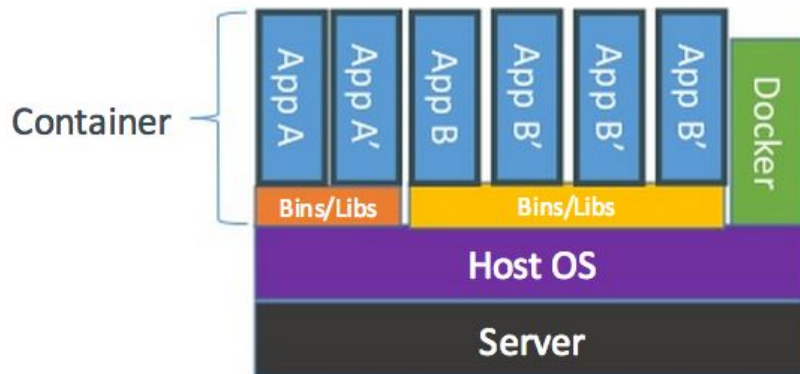 Container
App A
App A’
App B
App B’
App B’
App B’
Docker
Bins/Libs
Bins/Libs
Host OS
Server